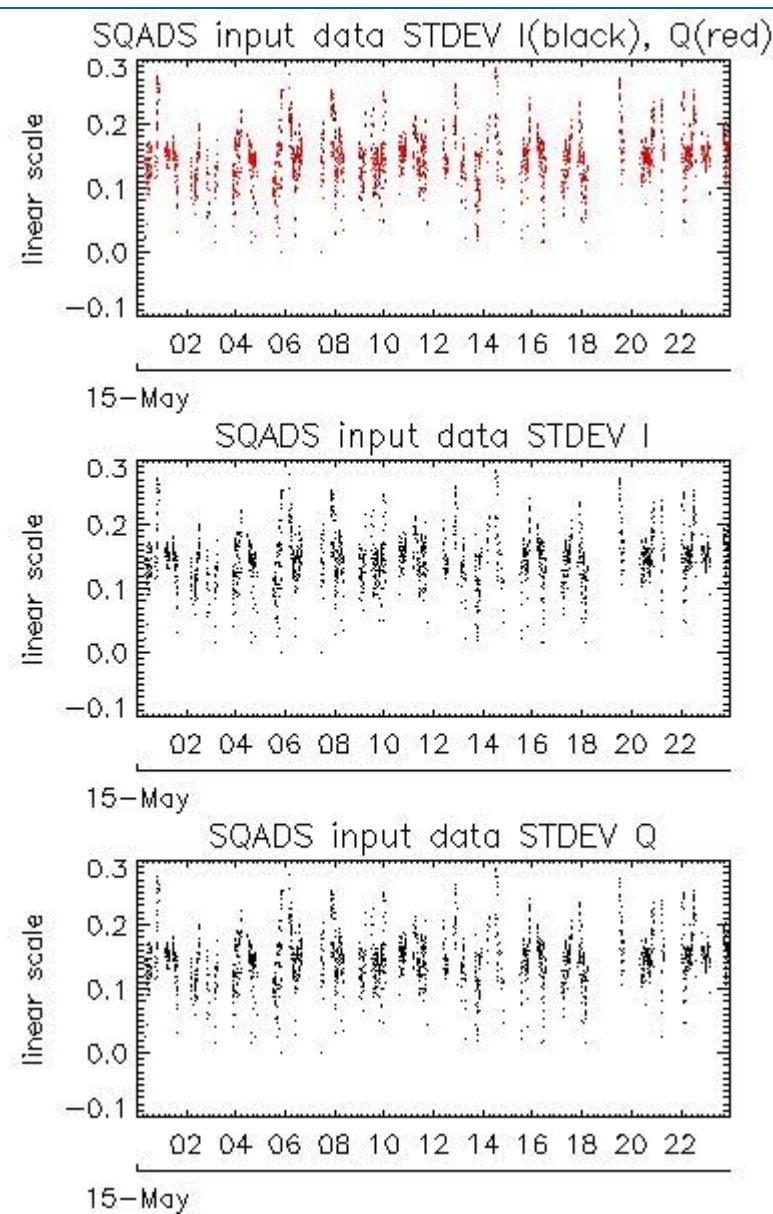 SQADS input data STDEV I(black), Q(red)
0.3
0.2
0.1
0.0
-0.1
linear scale
02 04 06 08 10 12 14 16 18 20 22
15-May
SQADS input data STDEV I
0.3
0.2
0.1
0.0
-0.1
linear scale
02 04 06 08 10 12 14 16 18 20 22
15-May
SQADS input data STDEV Q
0.3
0.2
0.1
0.0
-0.1
linear scale
02 04 06 08 10 12 14 16 18 20 22
15-May